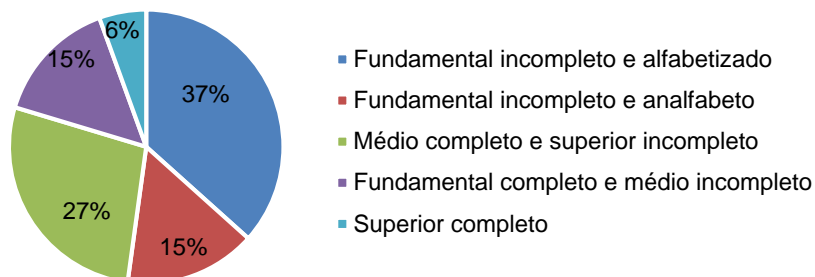 6%
15%
37%
27%
15%
Fundamental incompleto e alfabetizado
Fundamental incompleto e analfabeto
Médio completo e superior incompleto
Fundamental completo e médio incompleto
Superior completo